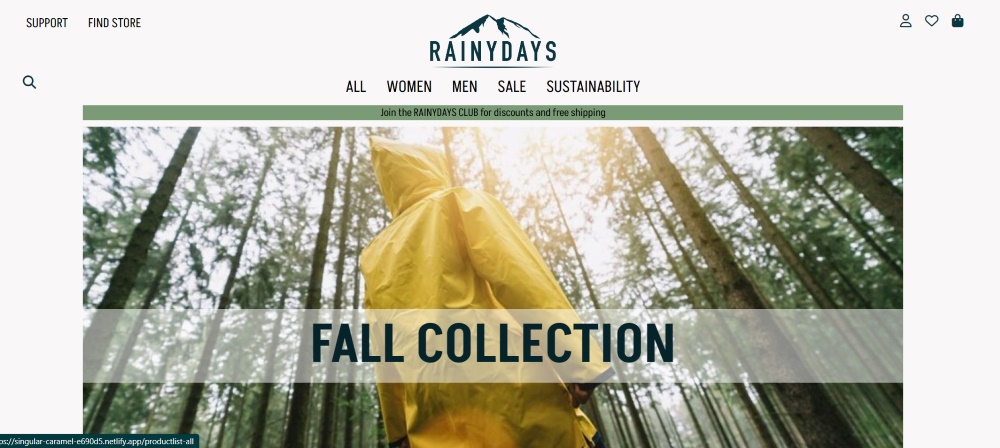 SUPPORT FIND STORE
RAINYDAYS
ALL WOMEN MEN SALE SUSTAINABILITY
Join the RAINYDAYS CLUB for discounts and free shipping
FALL COLLECTION
ps://singular-caramel-e690d5.netlify.app/productlist-all